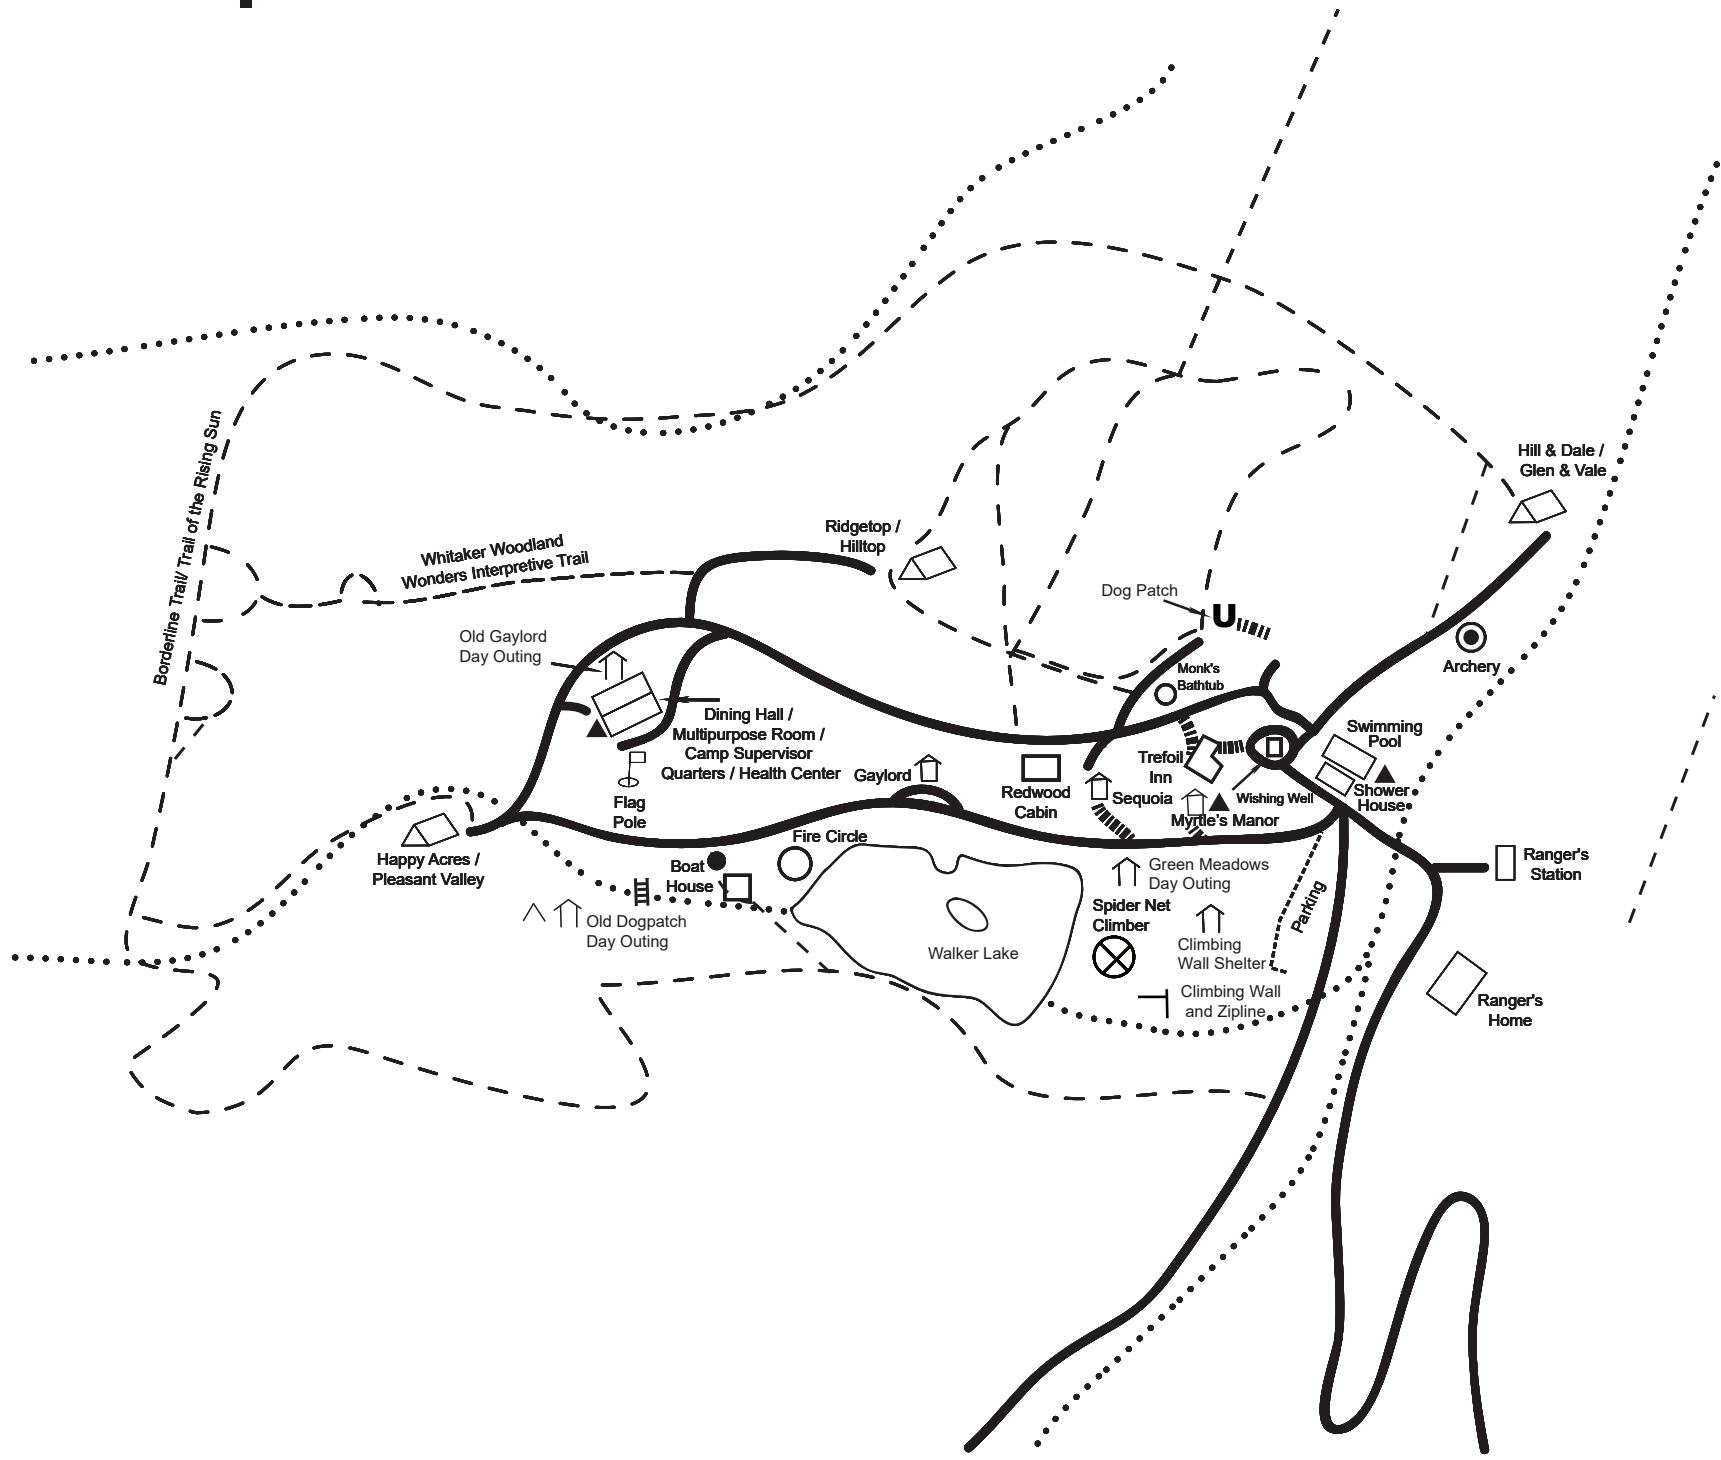 Hill & Dale /
Glen & Vale
Borderline Trail/ Trail of the Rising Sun
Ridgetop /
Hilltop
Whitaker Woodland
Wonders Interpretive Trail
Dog Patch
U
Old Gaylord
Day Outing
Archery
Monk's
Bathtub
Dining Hall /
Multipurpose Room /
Camp Supervisor
Quarters / Health Center
Swimming
Pool
Trefoil
Inn
Gaylord
Redwood
Cabin
Sequoia
Wishing Well
Shower
House
Flag
Pole
Myrtle's Manor
Fire Circle
Happy Acres /
Pleasant Valley
Boat
House
Green Meadows
Day Outing
Ranger's
Station
Parking
Spider Net
Climber
Old Dogpatch
Day Outing
Walker Lake
Climbing
Wall Shelter
Climbing Wall
and Zipline
Ranger's
Home